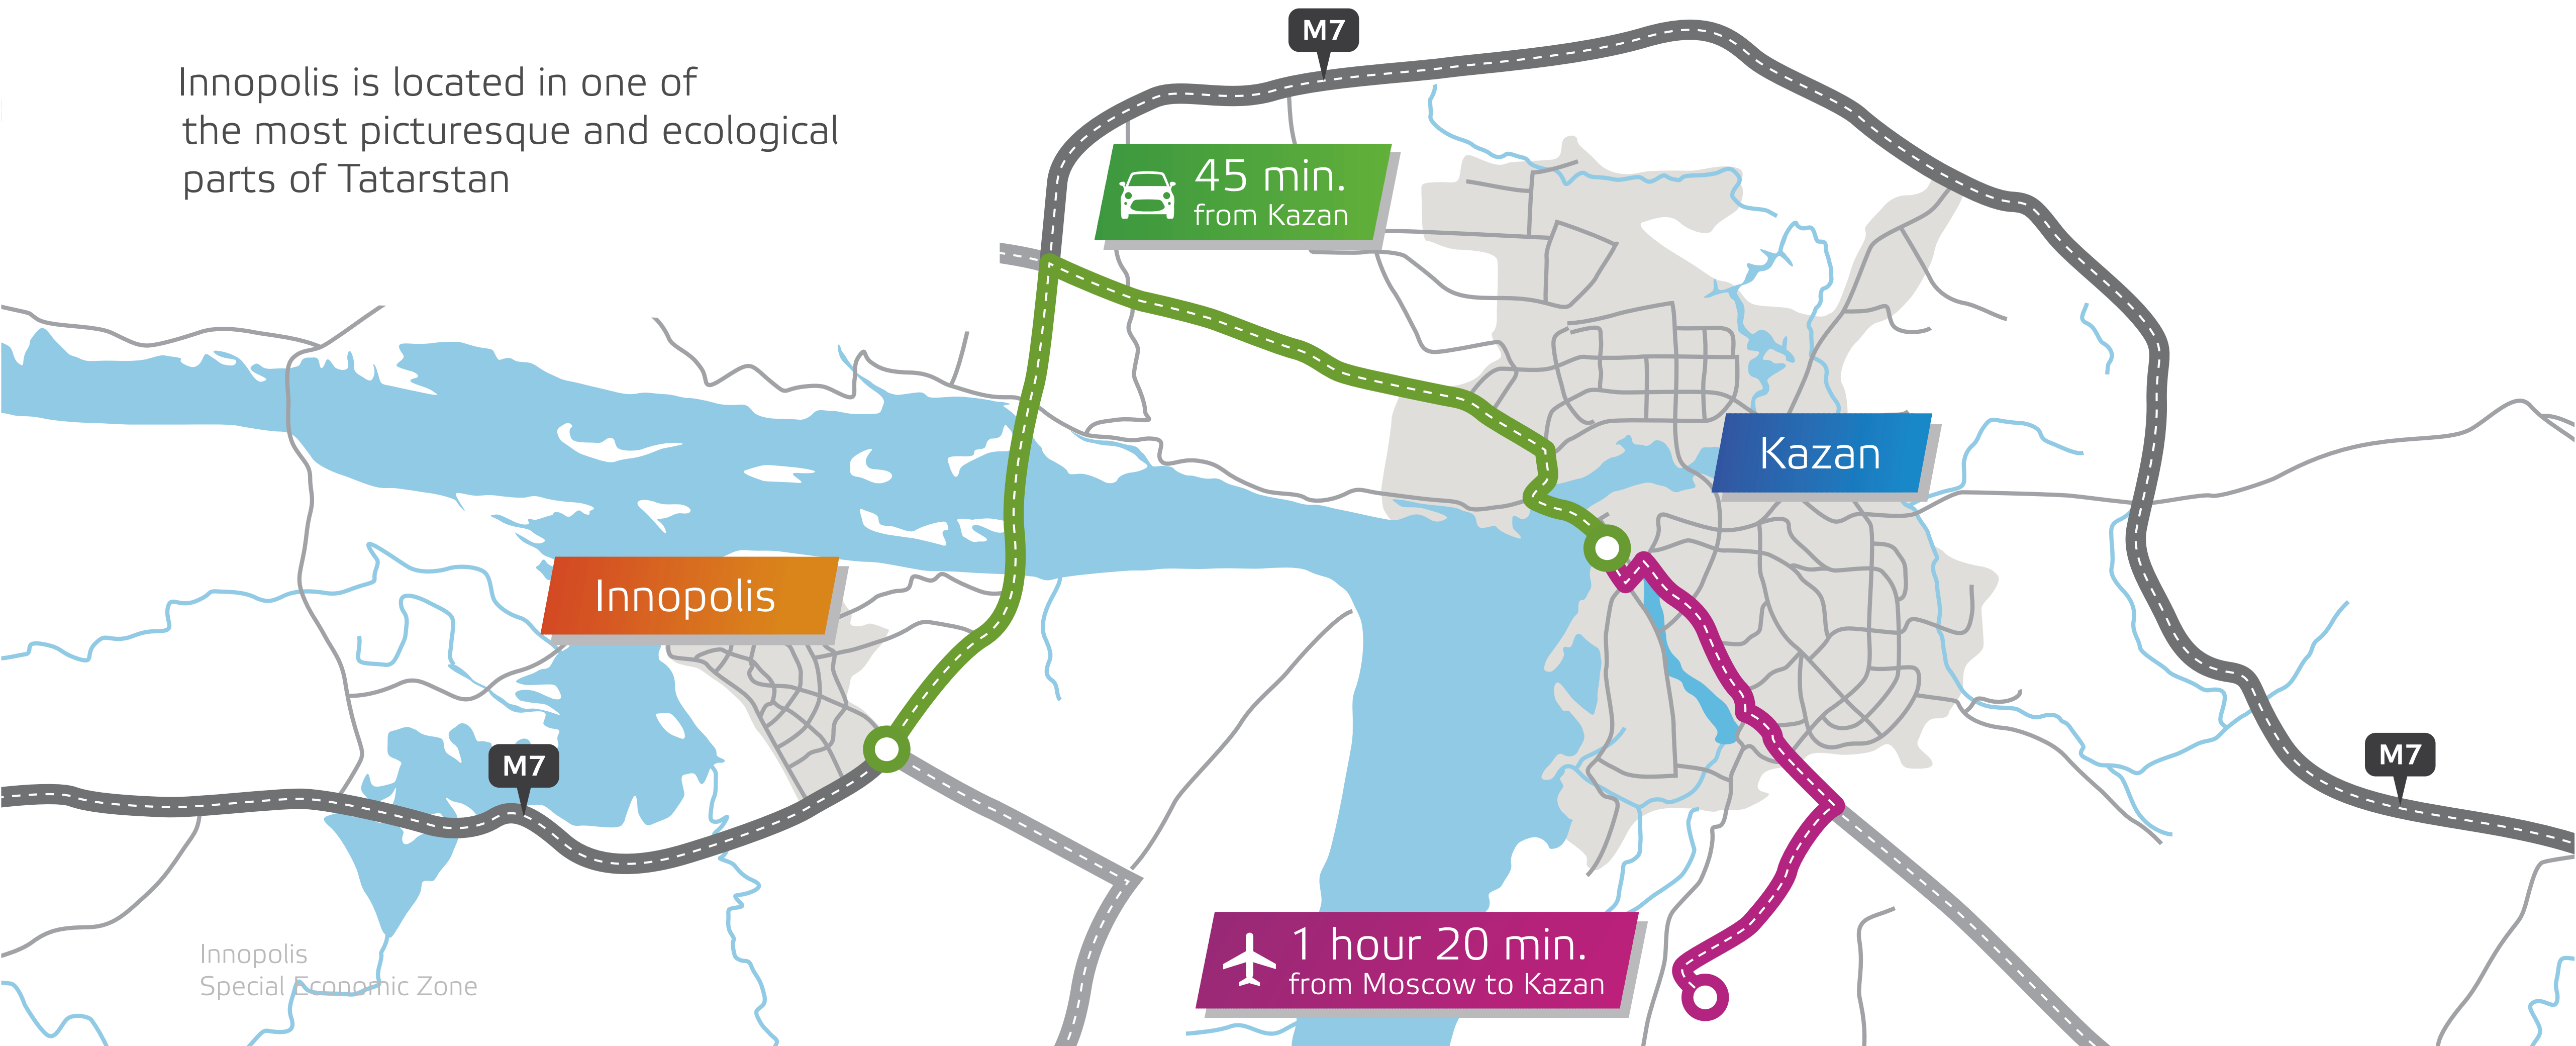 M7
Innopolis is located in one of
the most picturesque and ecological
parts of Tatarstan
45 min.
from Kazan
Kazan
Innopolis
M7
M7
1 hour 20 min.
from Moscow to Kazan
Innopolis
Special Economic Zone